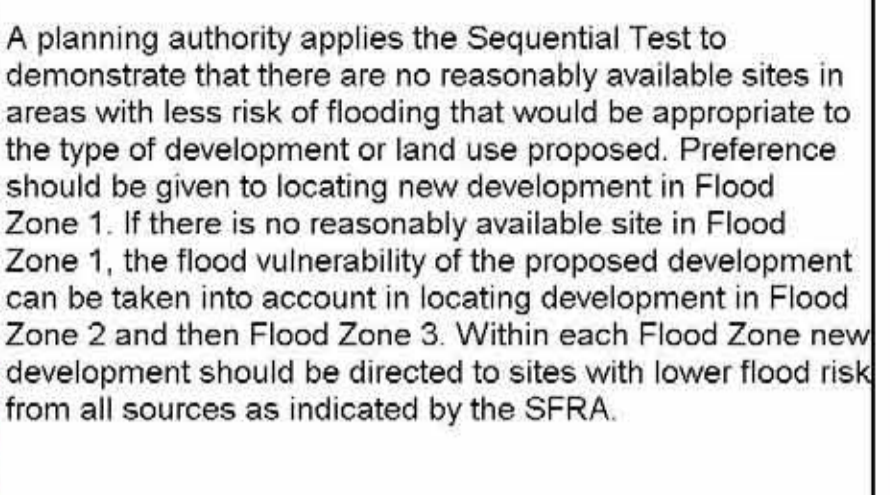 A planning authority applies the Sequential Test to
demonstrate that there are no reasonably available sites in
areas with less risk of flooding that would be appropriate to
the type of development or land use proposed. Preference
should be given to locating new development in Flood
Zone 1. If there is no reasonably available site in Flood
Zone 1, the flood vulnerability of the proposed development
can be taken into account in locating development in Flood
Zone 2 and then Flood Zone 3. Within each Flood Zone new
development should be directed to sites with lower flood risk
from all sources as indicated by the SFRA.